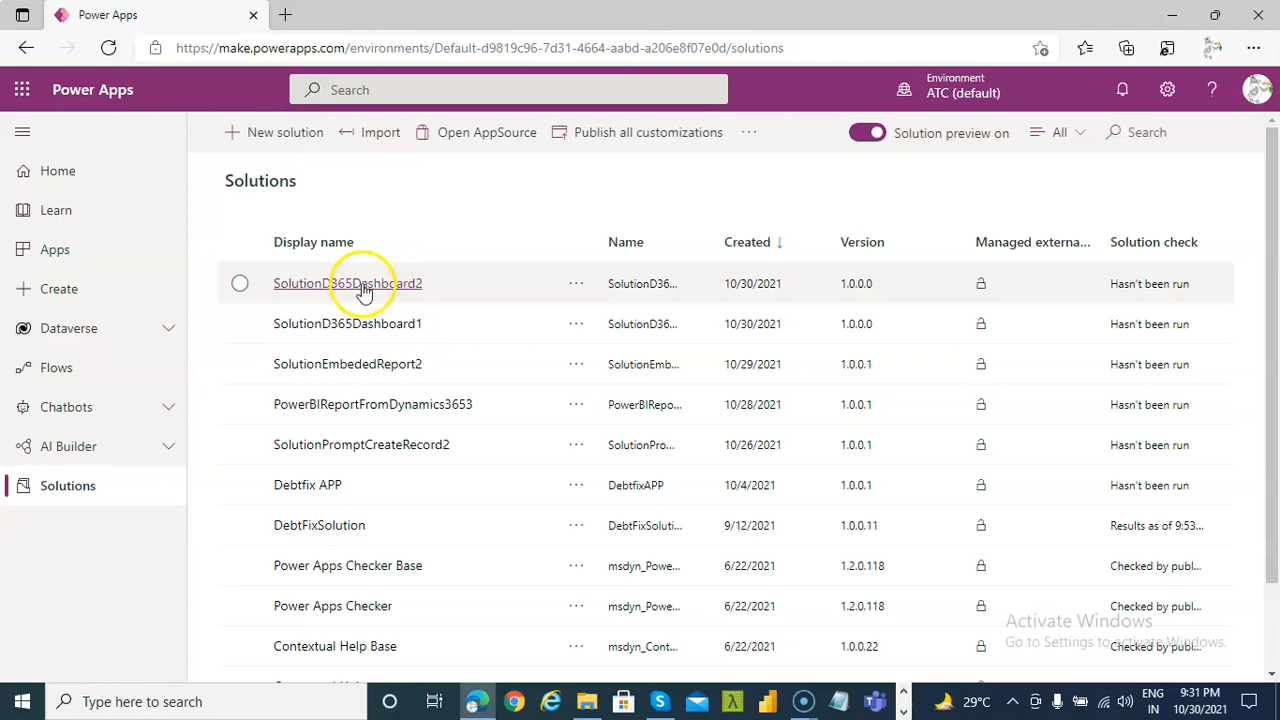 Power Apps
https://make.powerapps.com/environments/Default-d9819c96-7d31-4664-aabd-a206e8f07e0d/solutions
Power Apps
Search
Environment
ATC (default)
New solution
Import
Open AppSource
Publish all customizations
Solution preview on
All
Search
Home
Learn
Apps
Create
Dataverse
Flows
Chatbots
AI Builder
Solutions
Solutions
Display name Name Created Version Managed externa... Solution check
SolutionD365Dashboard2 SolutionD36... 10/30/2021 1.0.0.0 Hasn't been run
SolutionD365Dashboard1 SolutionD36... 10/30/2021 1.0.0.0 Hasn't been run
SolutionEmbededReport2 SolutionEmb... 10/29/2021 1.0.0.1 Hasn't been run
PowerBIReportFromDynamics3653 PowerBIRepo... 10/28/2021 1.0.0.1 Hasn't been run
SolutionPromptCreateRecord2 SolutionPro... 10/26/2021 1.0.0.1 Hasn't been run
Debtfix APP DebtfixAPP 10/4/2021 1.0.0.1 Hasn't been run
DebtFixSolution DebtFixSoluti... 9/12/2021 1.0.0.11 Results as of 9:53...
Power Apps Checker Base msdyn_Powe... 6/22/2021 1.2.0.118 Checked by publ...
Power Apps Checker msdyn_Powe... 6/22/2021 1.2.0.118 Checked by publ...
Contextual Help Base msdyn_Cont... 6/22/2021 1.0.0.22 Checked by publ...
Activate Windows
Go to Settings to activate Windows.
Type here to search
29°C
ENG
IN
9:31 PM
10/30/2021